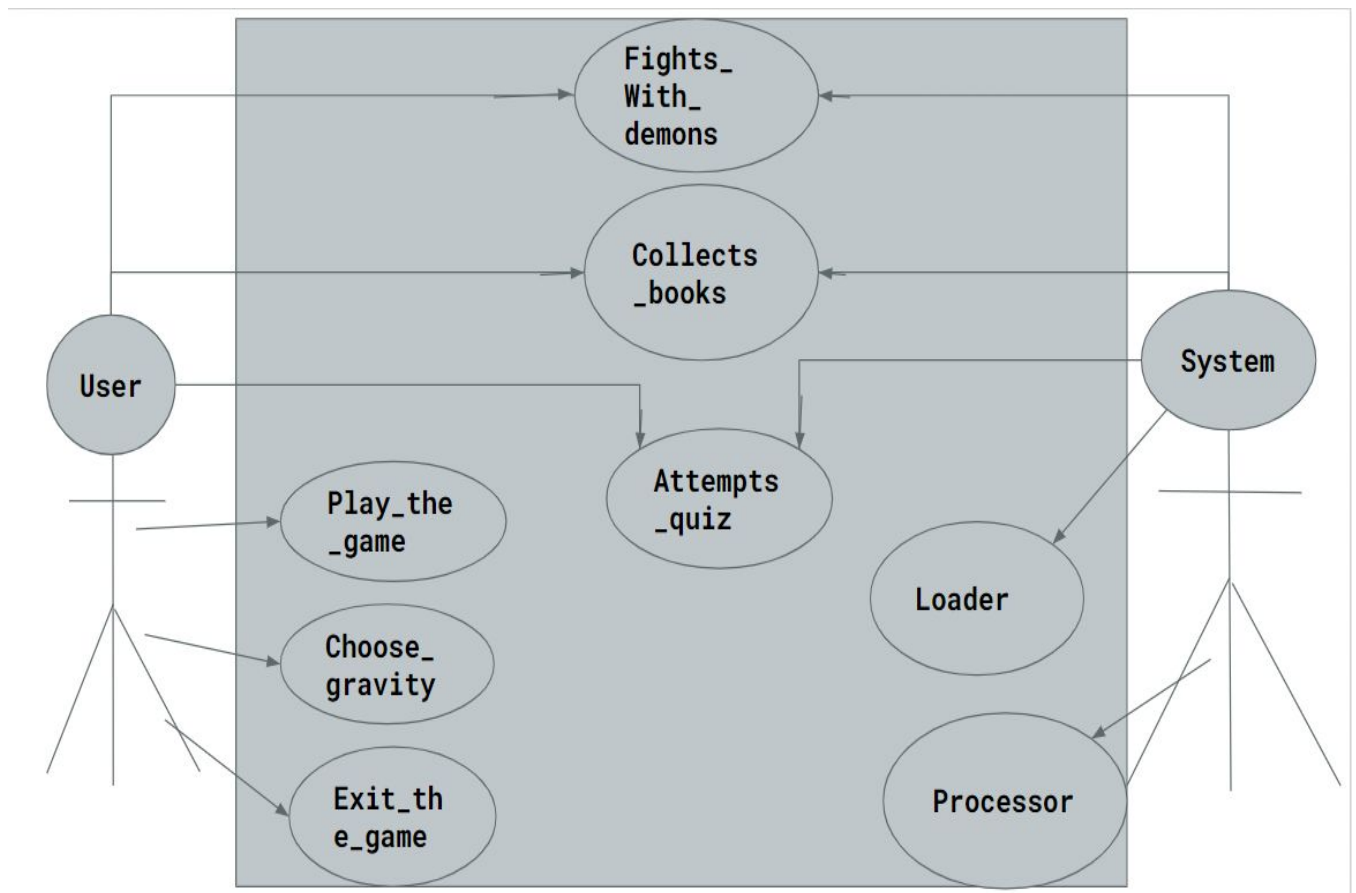 Fights_
With_
demons
Collects
_books
User
System
Attempts
_quiz
Play_the
_game
Loader
Choose_
gravity
Exit_th
e_game
Processor